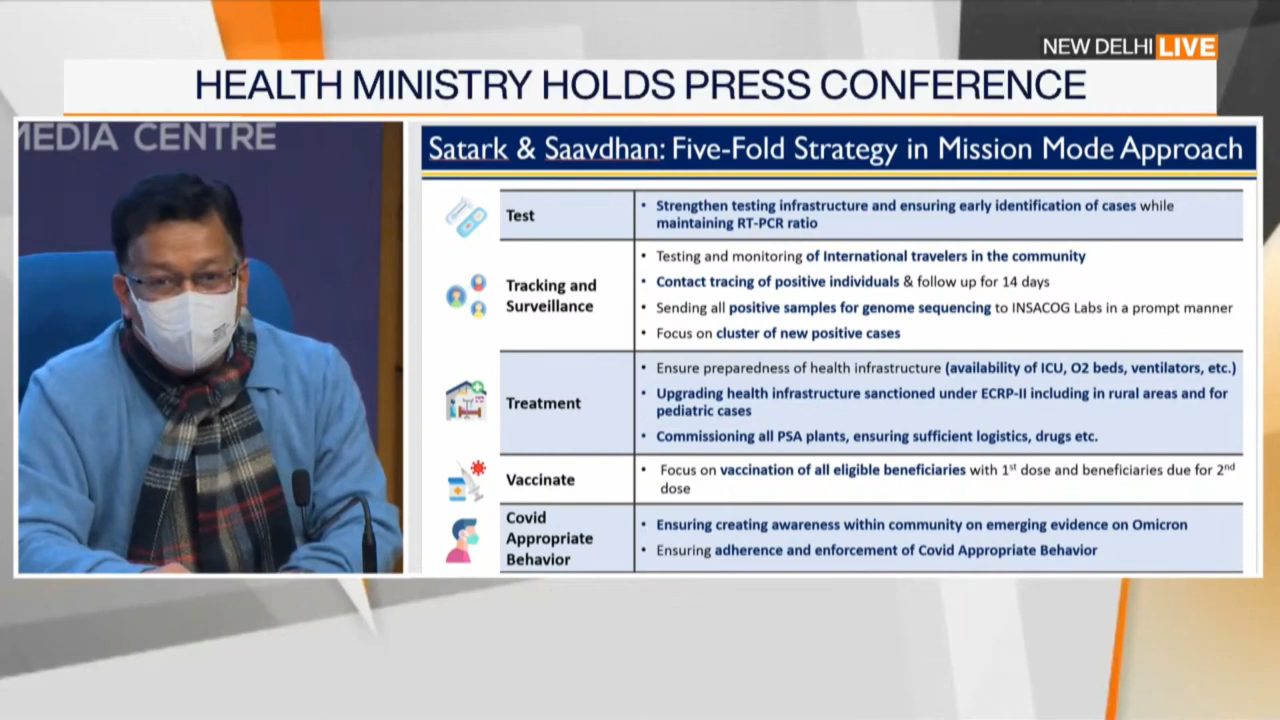 NEW DELHI LIVE
HEALTH MINISTRY HOLDS PRESS CONFERENCE
MEDIA CENTRE
Satark & Saavdhan: Five-Fold Strategy in Mission Mode Approach
Test
• Strengthen testing infrastructure and ensuring early identification of cases while
maintaining RT-PCR ratio
Tracking and
Surveillance
• Testing and monitoring of International travelers in the community
• Contact tracing of positive individuals & follow up for 14 days
• Sending all positive samples for genome sequencing to INSACOG Labs in a prompt manner
• Focus on cluster of new positive cases
Treatment
• Ensure preparedness of health infrastructure (availability of ICU, O2 beds, ventilators, etc.)
• Upgrading health infrastructure sanctioned under ECRP-II including in rural areas and for
pediatric cases
• Commissioning all PSA plants, ensuring sufficient logistics, drugs etc.
Vaccinate
• Focus on vaccination of all eligible beneficiaries with 1st dose and beneficiaries due for 2nd
dose
Covid
Appropriate
Behavior
• Ensuring creating awareness within community on emerging evidence on Omicron
• Ensuring adherence and enforcement of Covid Appropriate Behavior